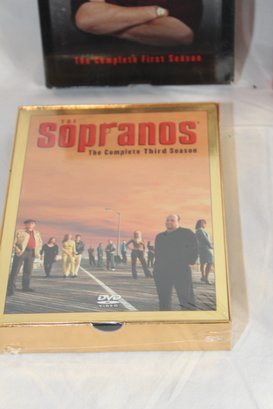 The Complete First Season
THE
Sopranos
The Complete Third Season
DVD
VIDEO